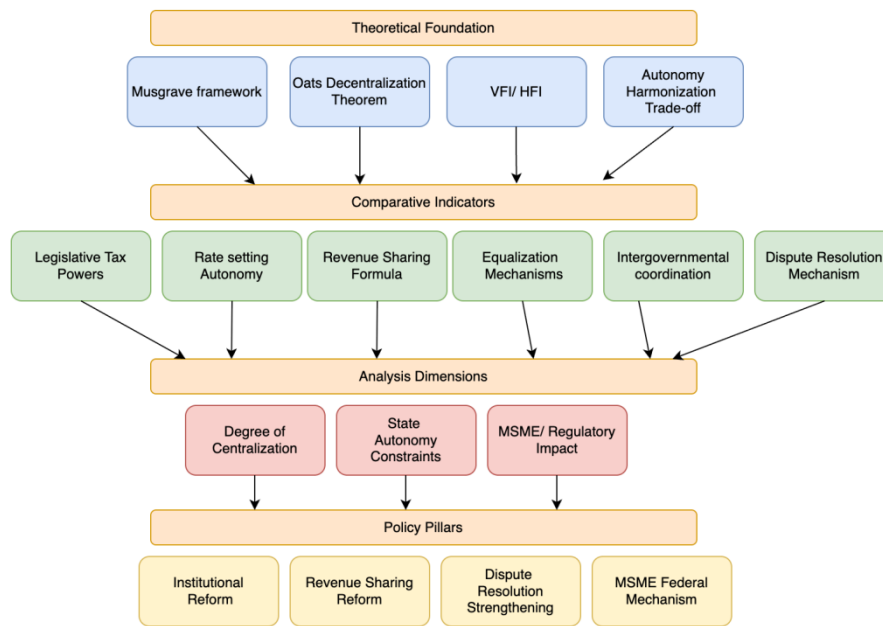 Theoretical Foundation
Musgrave framework
Oats Decentralization
Theorem
VFI/ HFI
Autonomy
Harmonization
Trade-off
Comparative Indicators
Legislative Tax
Powers
Rate setting
Autonomy
Revenue Sharing
Formula
Equalization
Mechanisms
Intergovernmental
coordination
Dispute Resolution
Mechanism
Analysis Dimensions
Degree of
Centralization
State
Autonomy
Constraints
MSME/ Regulatory
Impact
Policy Pillars
Institutional
Reform
Revenue Sharing
Reform
Dispute
Resolution
Strengthening
MSME Federal
Mechanism